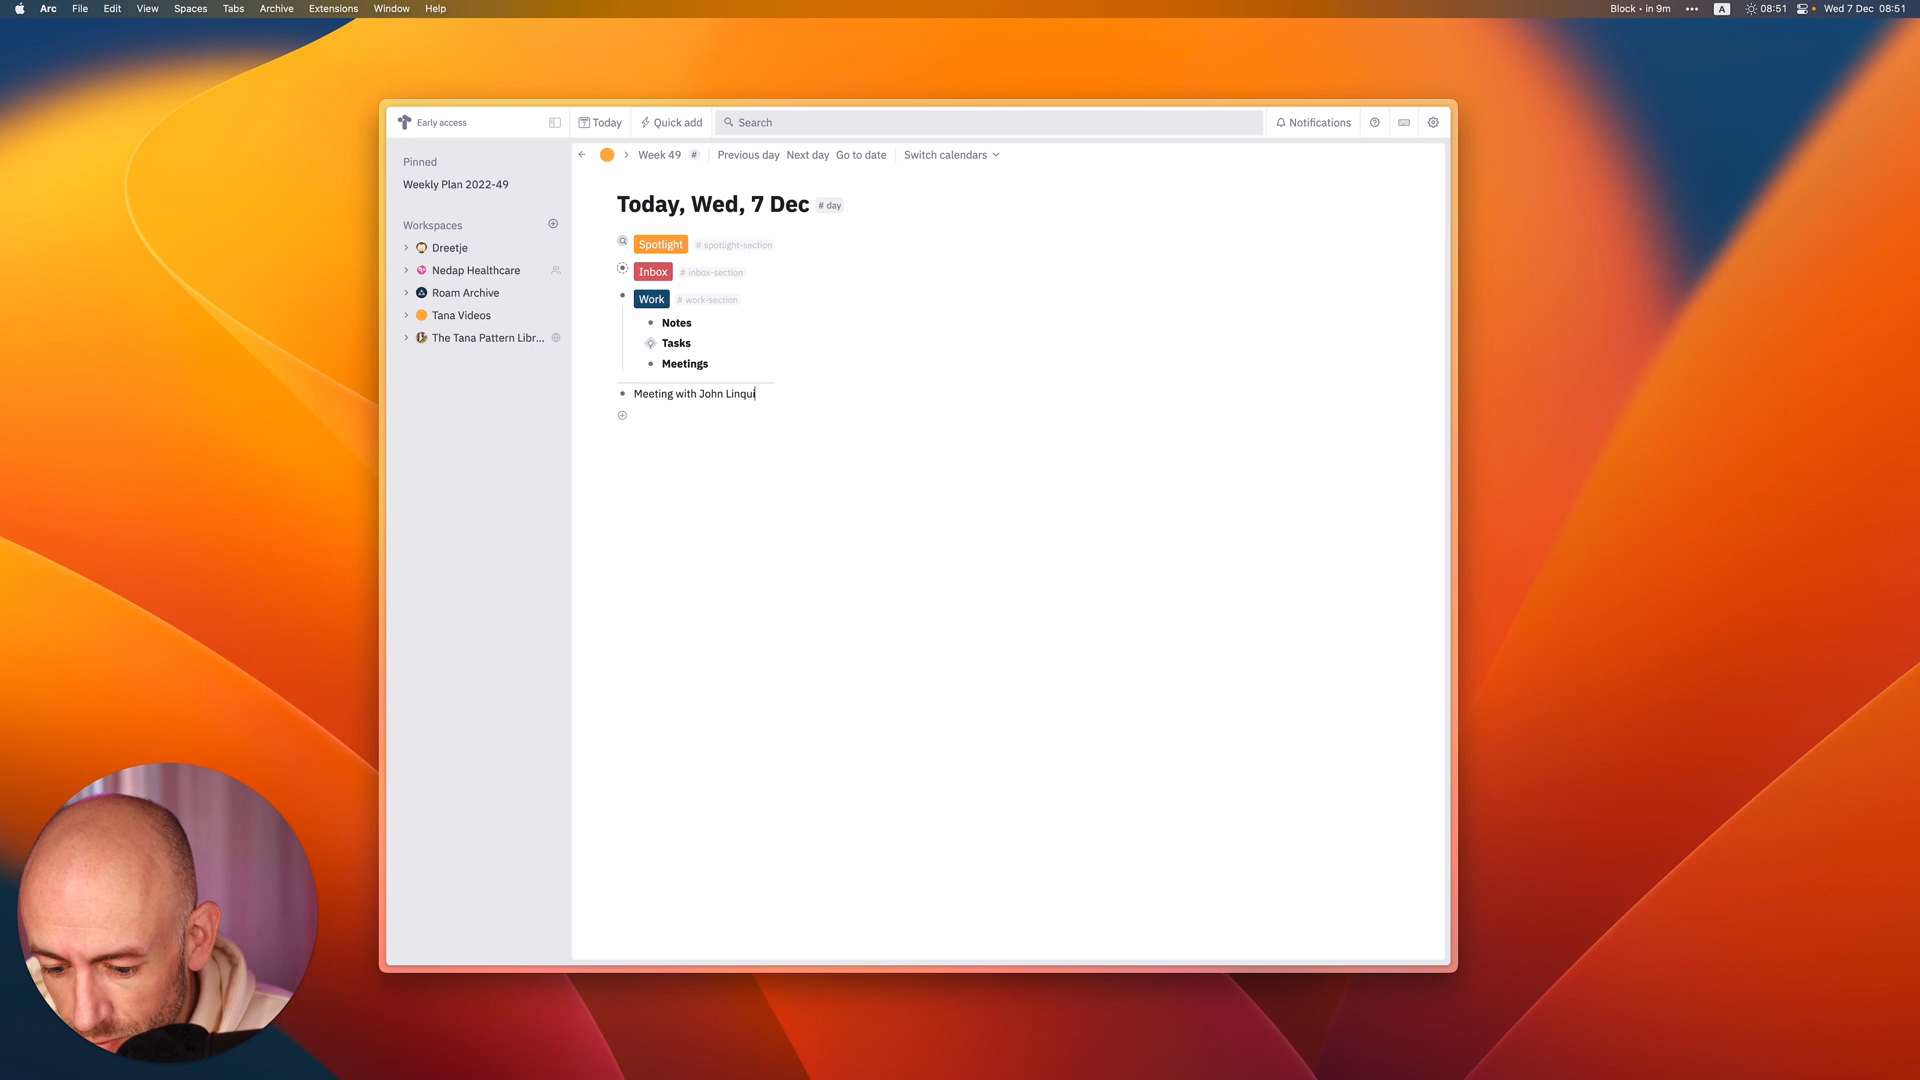 Arc File Edit View Spaces Tabs Archive Extensions Window Help Block • in 9m ••• A 08:51 Wed 7 Dec 08:51
Early access Today Quick add Search Notifications
Pinned
Weekly Plan 2022-49
Workspaces
Dreetje
Nedap Healthcare
Roam Archive
Tana Videos
The Tana Pattern Libr...
Week 49 # Previous day Next day Go to date Switch calendars
Today, Wed, 7 Dec # day
Spotlight # spotlight-section
Inbox # inbox-section
Work # work-section
Notes
Tasks
Meetings
Meeting with John Linqui